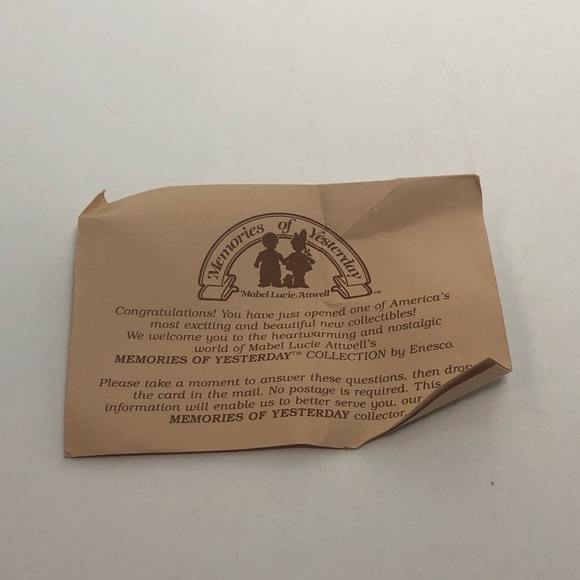 Memories of Yesterday
Mabel Lucie Attwell ™
Congratulations! You have just opened one of America's
most exciting and beautiful new collectibles!
We welcome you to the heartwarming and nostalgic
world of Mabel Lucie Attwell's
MEMORIES OF YESTERDAY™ COLLECTION by Enesco.
Please take a moment to answer these questions, then drop
the card in the mail. No postage is required. This
information will enable us to better serve you, our
MEMORIES OF YESTERDAY collector.